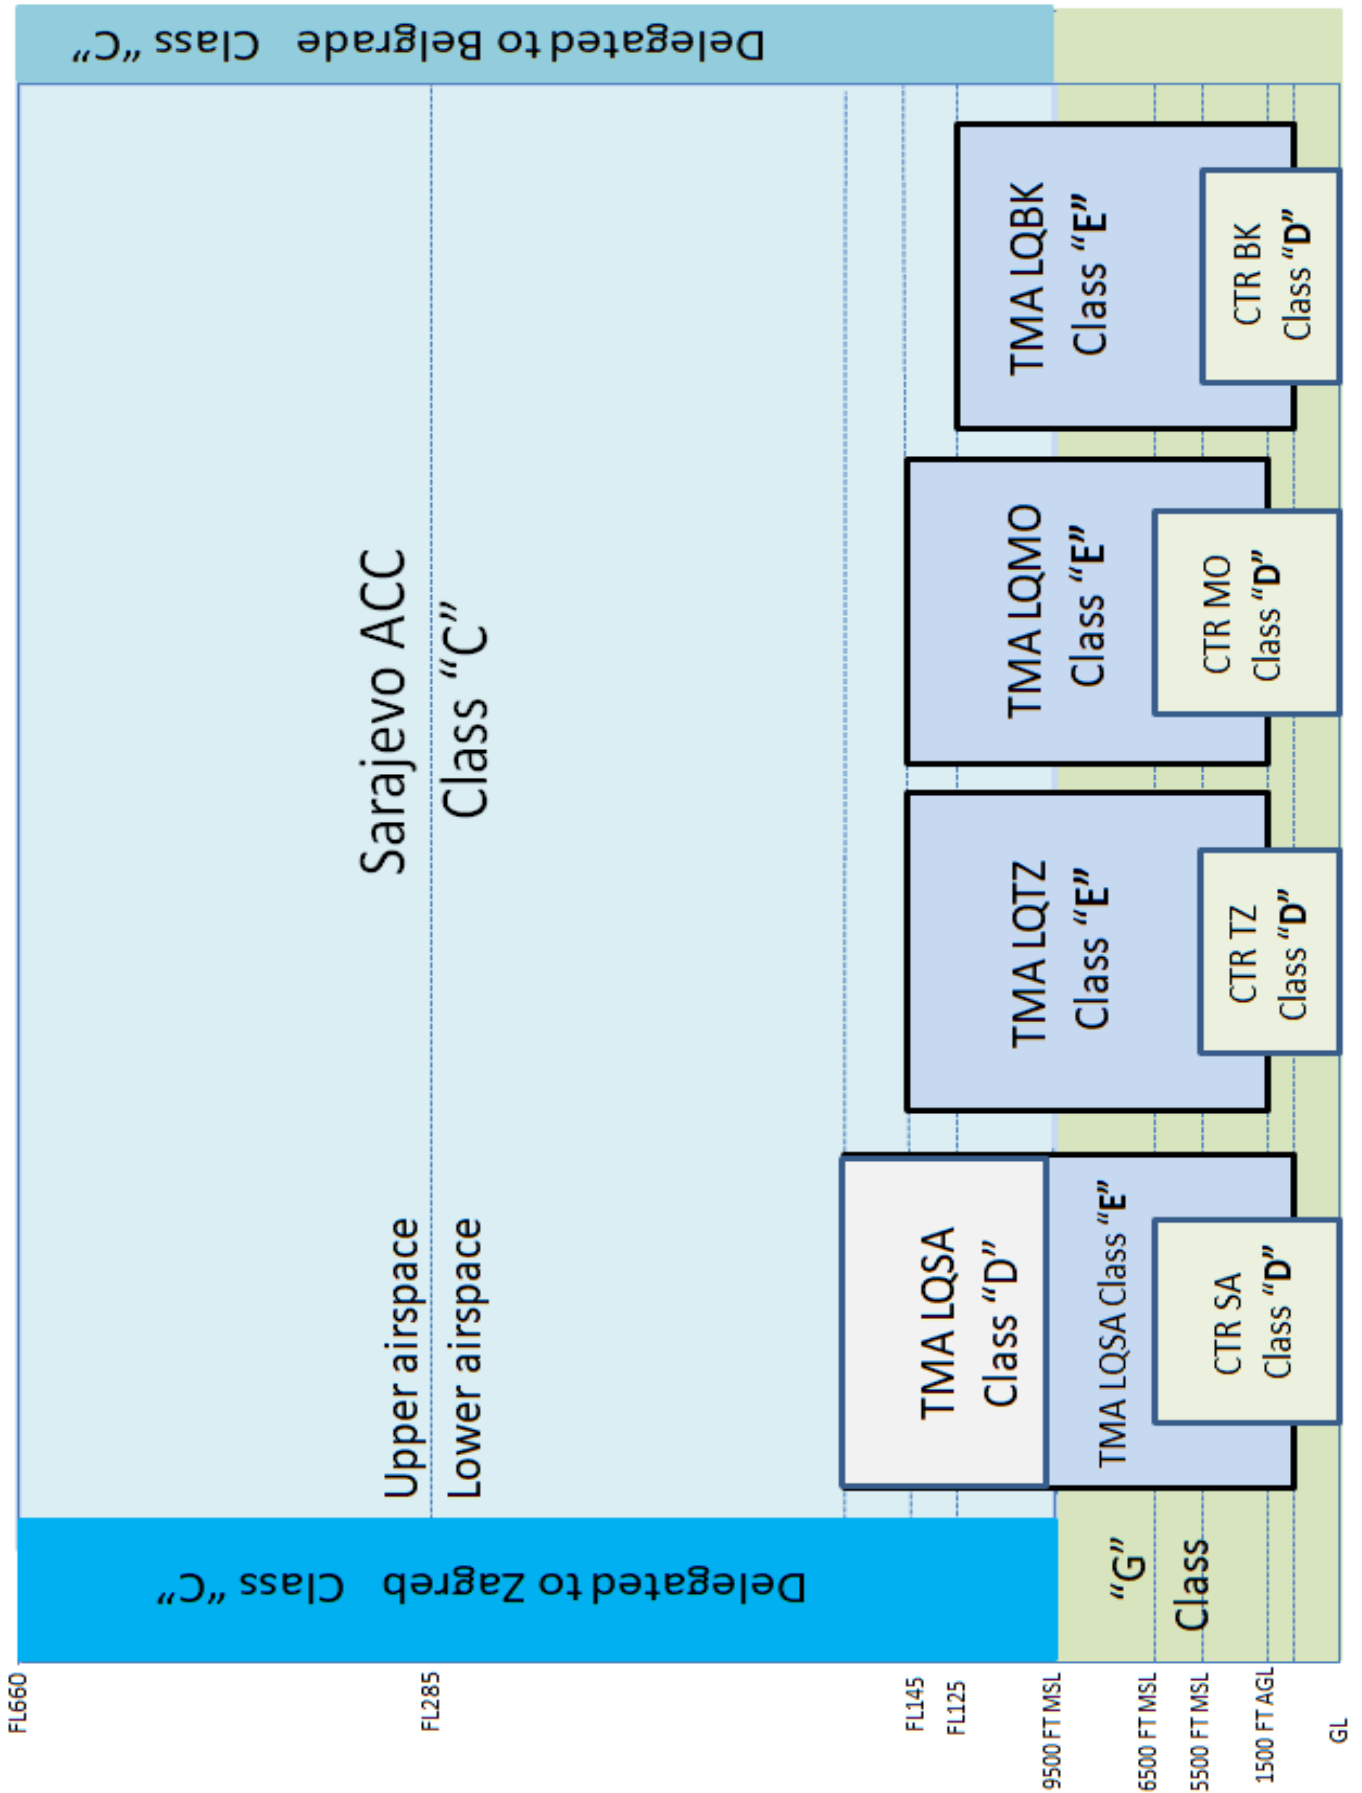 FL660
FL285
FL145
FL125
9500 FT MSL
6500 FT MSL
5500 FT MSL
1500 FT AGL
GL
Delegated to Zagreb Class “C”
“G”
Class
Upper airspace
Lower airspace
Sarajevo ACC
Class “C”
TMA LQSA
Class “D”
TMA LQSA Class “E”
CTR SA
Class “D”
TMA LQTZ
Class “E”
CTR TZ
Class “D”
TMA LQMO
Class “E”
CTR MO
Class “D”
TMA LQBK
Class “E”
CTR BK
Class “D”
Delegated to Belgrade Class “C”